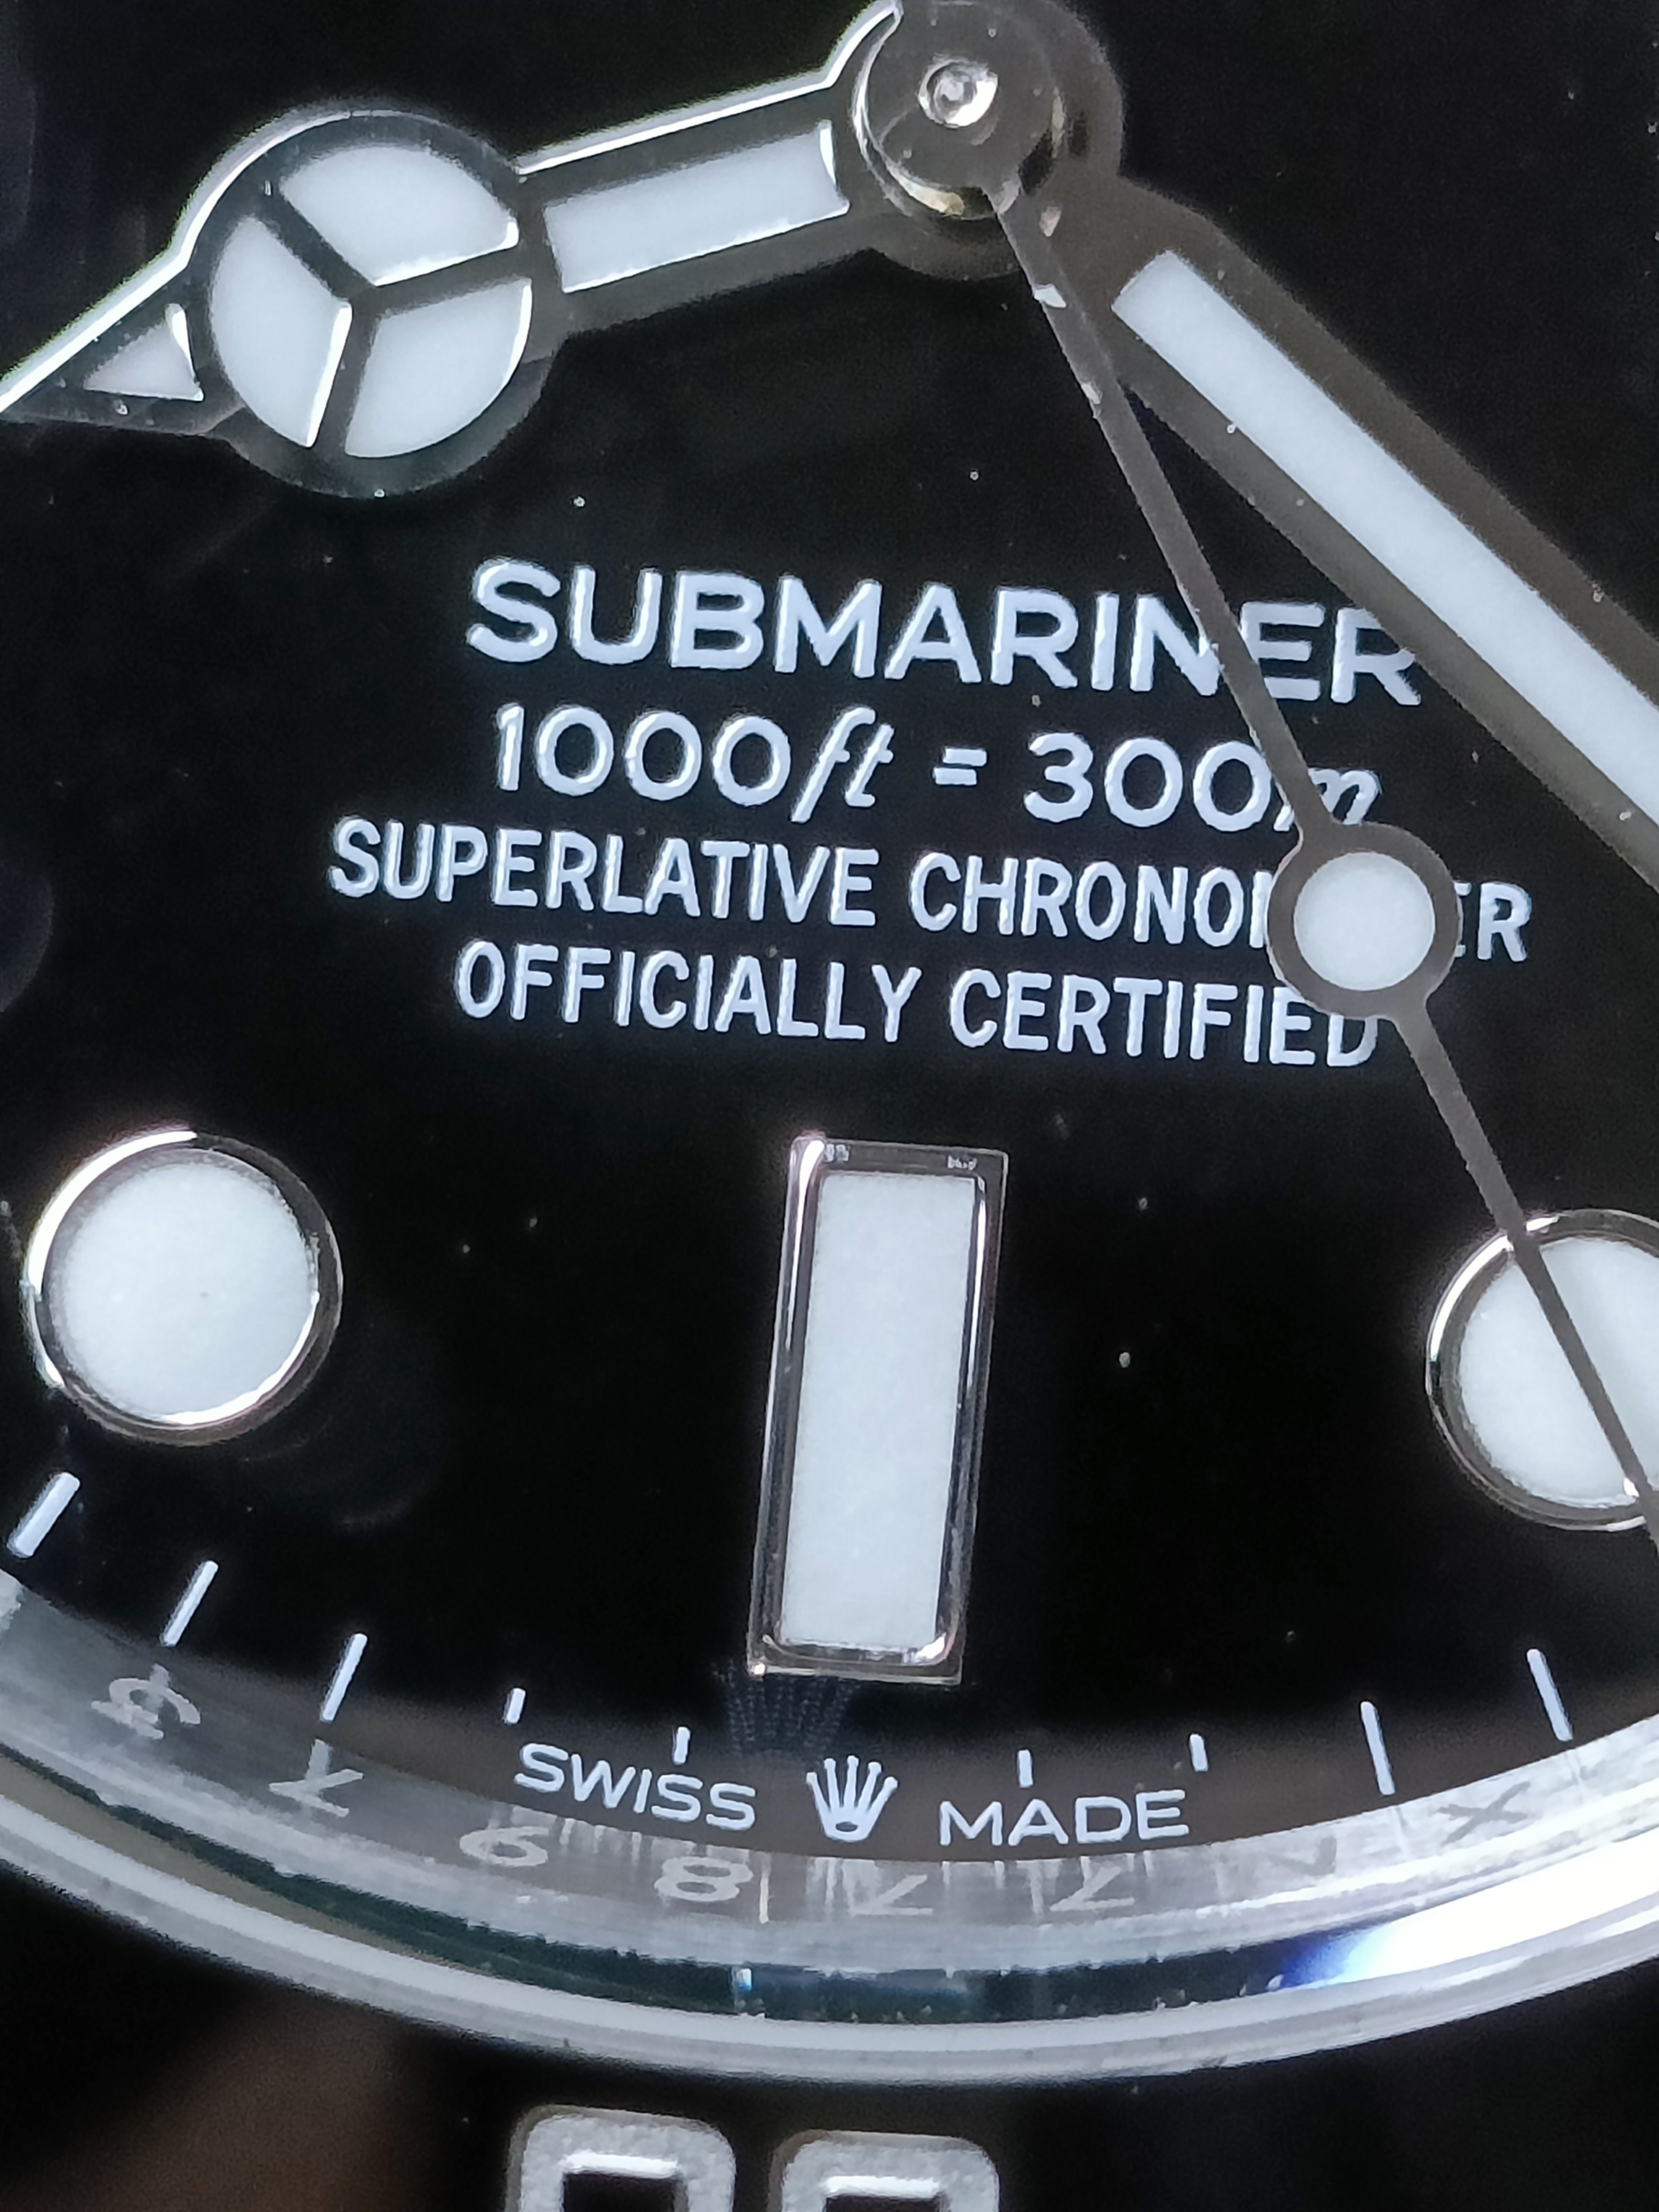 SUBMARINER
1000ft = 300m
SUPERLATIVE CHRONOMETER
OFFICIALLY CERTIFIED
SWISS MADE